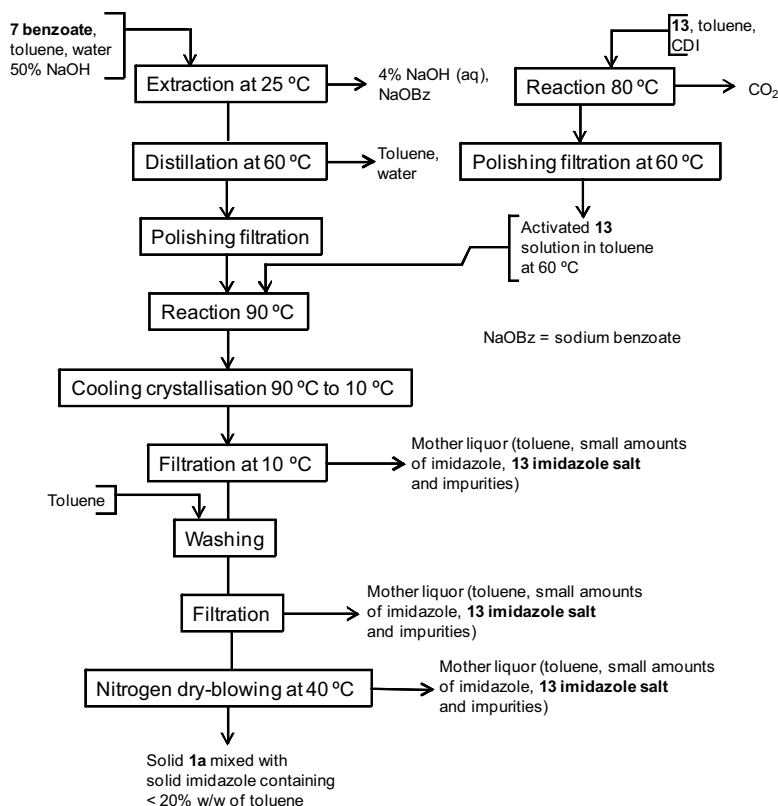 7 benzoate,
toluene, water
50% NaOH
Extraction at 25 ºC
4% NaOH (aq),
NaOBz
13, toluene,
CDI
Reaction 80 ºC
CO2
Distillation at 60 ºC
Toluene,
water
Polishing filtration at 60 ºC
Polishing filtration
Activated 13
solution in toluene
at 60 ºC
Reaction 90 ºC
NaOBz = sodium benzoate
Cooling crystallisation 90 ºC to 10 ºC
Filtration at 10 ºC
Mother liquor (toluene, small amounts
of imidazole, 13 imidazole salt
and impurities)
Toluene
Washing
Filtration
Mother liquor (toluene, small amounts
of imidazole, 13 imidazole salt
and impurities)
Nitrogen dry-blowing at 40 ºC
Mother liquor (toluene, small amounts
of imidazole, 13 imidazole salt
and impurities)
Solid 1a mixed with
solid imidazole containing
< 20% w/w of toluene